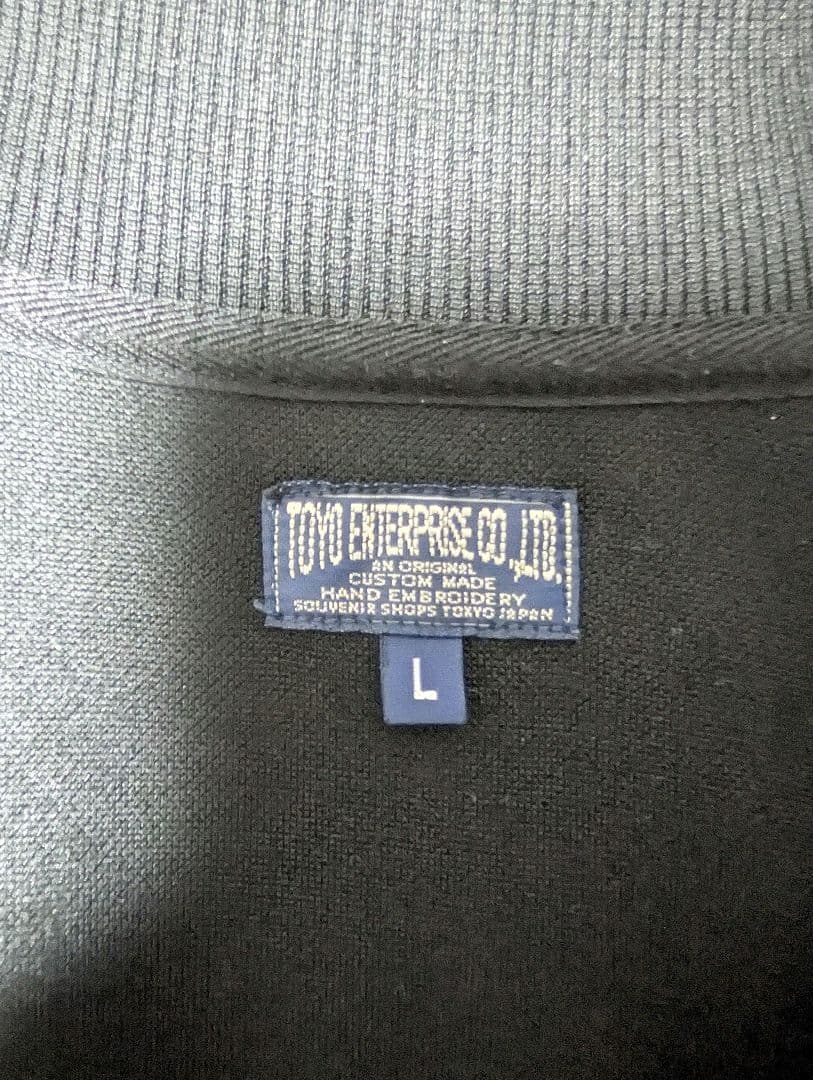 TOYO ENTERPRISE CO.,LTD.
AN ORIGINAL
CUSTOM MADE
HAND EMBROIDERY
SOUVENIR SHOPS TOKYO JAPAN
L